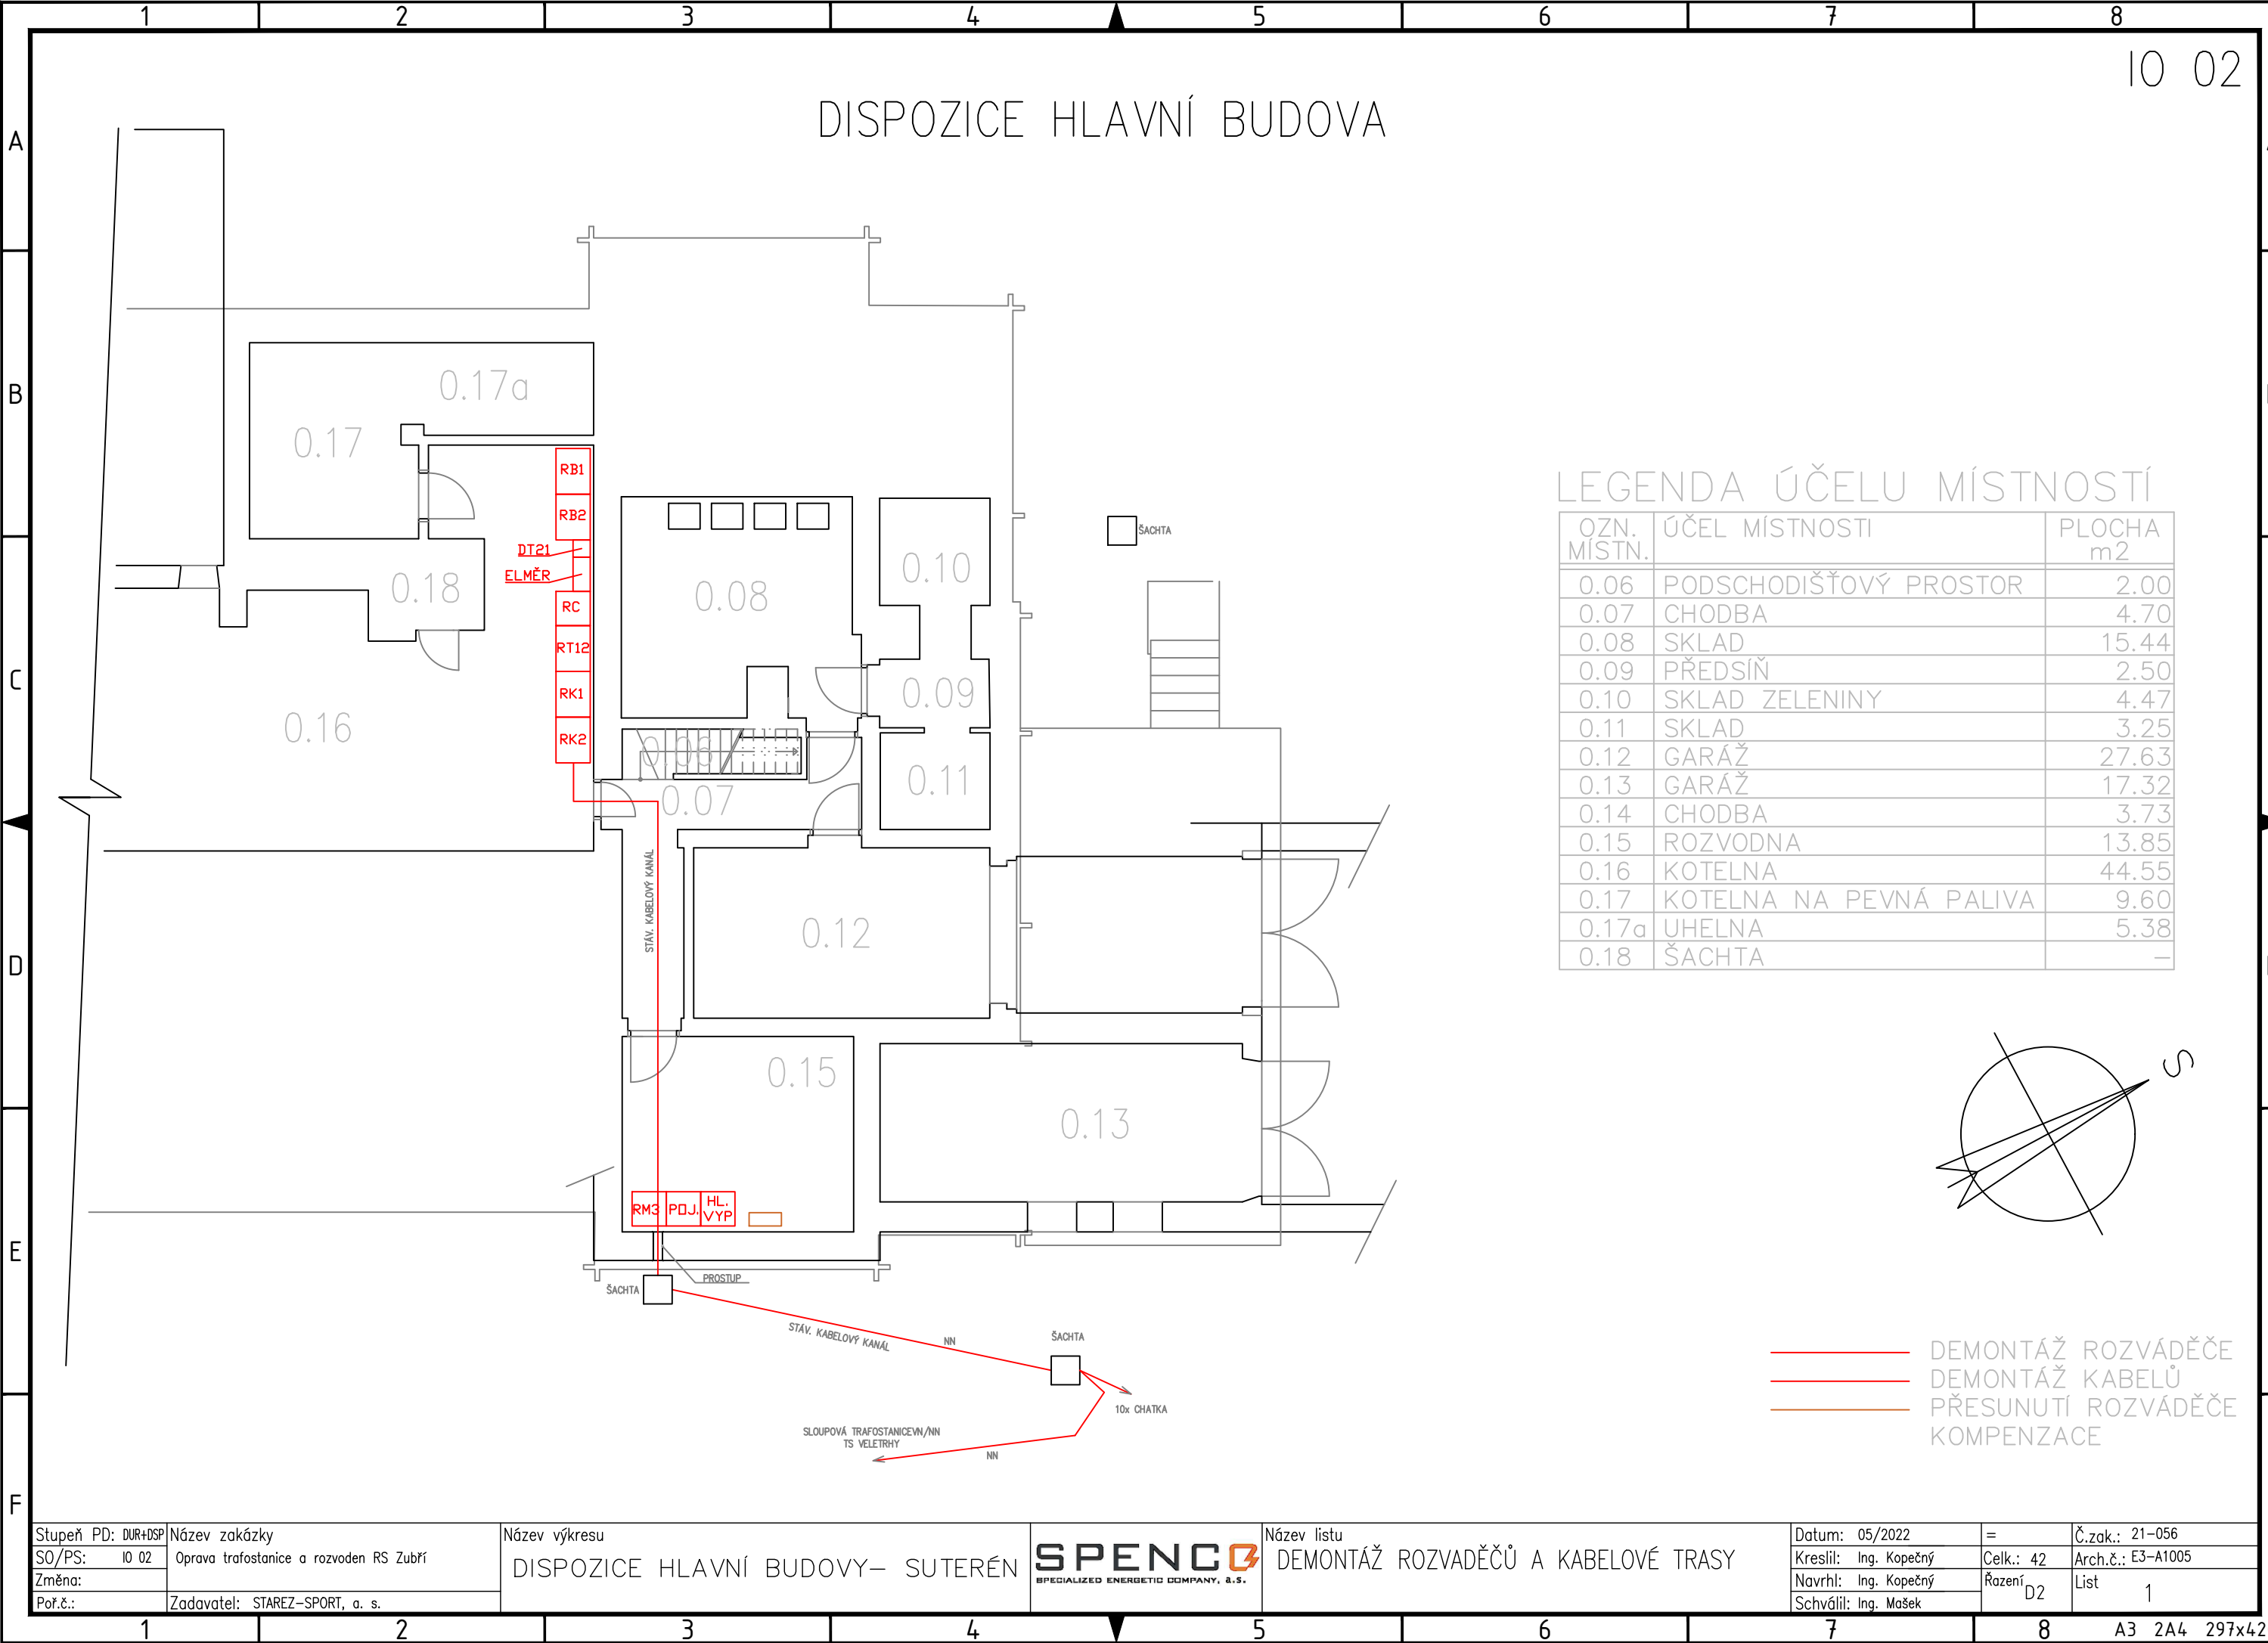 1 2 3 4 5 6 7 8
IO 02
DISPOZICE HLAVNÍ BUDOVA
A
B
C
D
E
F
0.17a
0.17
RB1
RB2
DT21
ELMĚR
RC
RT12
RK1
RK2
0.18
0.16
0.08
0.10
0.09
0.06
0.07
0.11
ŠACHTA
STÁV. KABELOVÝ KANÁL
0.12
0.15
0.13
RM3
POJ.
HL.
VYP
PROSTUP
ŠACHTA
STÁV. KABELOVÝ KANÁL
NN
ŠACHTA
10x CHATKA
SLOUPOVÁ TRAFOSTANICEVN/NN
TS VELETRHY
NN
LEGENDA ÚČELU MÍSTNOSTÍ
OZN. ÚČEL MÍSTNOSTI PLOCHA
MÍSTN. m2
0.06 PODSCHODIŠŤOVÝ PROSTOR 2.00
0.07 CHODBA 4.70
0.08 SKLAD 15.44
0.09 PŘEDSÍŇ 2.50
0.10 SKLAD ZELENINY 4.47
0.11 SKLAD 3.25
0.12 GARÁŽ 27.63
0.13 GARÁŽ 17.32
0.14 CHODBA 3.73
0.15 ROZVODNA 13.85
0.16 KOTELNA 44.55
0.17 KOTELNA NA PEVNÁ PALIVA 9.60
0.17a UHELNA 5.38
0.18 ŠACHTA –
S
DEMONTÁŽ ROZVÁDĚČE
DEMONTÁŽ KABELŮ
PŘESUNUTÍ ROZVÁDĚČE
KOMPENZACE
Stupeň PD: DUR+DSP
SO/PS: IO 02
Změna:
Poř.č.:
Název zakázky
Oprava trafostanice a rozvoden RS Zubří
Zadavatel: STAREZ-SPORT, a. s.
Název výkresu
DISPOZICE HLAVNÍ BUDOVY– SUTERÉN
SPENCO
SPECIALIZED ENERGETIC COMPANY, a.s.
Název listu
DEMONTÁŽ ROZVADĚČŮ A KABELOVÉ TRASY
Datum: 05/2022 = Č.zak.: 21-056
Kreslil: Ing. Kopečný Celk.: 42 Arch.č.: E3-A1005
Navrhl: Ing. Kopečný Řazení D2 List 1
Schválil: Ing. Mašek
1 2 3 4 5 6 7 8
A3 2A4 297x42